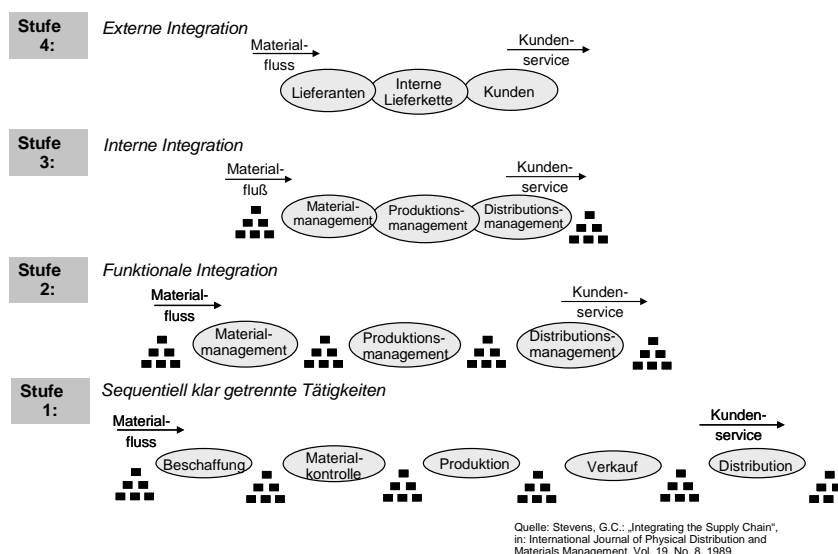 Stufe
4:
Externe Integration
Material-
fluss
Kunden-
service
Lieferanten
Interne
Lieferkette
Kunden
Stufe
3:
Interne Integration
Material-
fluß
Kunden-
service
Material-
management
Produktions-
management
Distributions-
management
Stufe
2:
Funktionale Integration
Material-
fluss
Kunden-
service
Material-
management
Produktions-
management
Distributions-
management
Stufe
1:
Sequentiell klar getrennte Tätigkeiten
Material-
fluss
Kunden-
service
Beschaffung
Material-
kontrolle
Produktion
Verkauf
Distribution
Quelle: Stevens, G.C.: „Integrating the Supply Chain",
in: International Journal of Physical Distribution and
Materials Management, Vol. 19, No. 8, 1989.